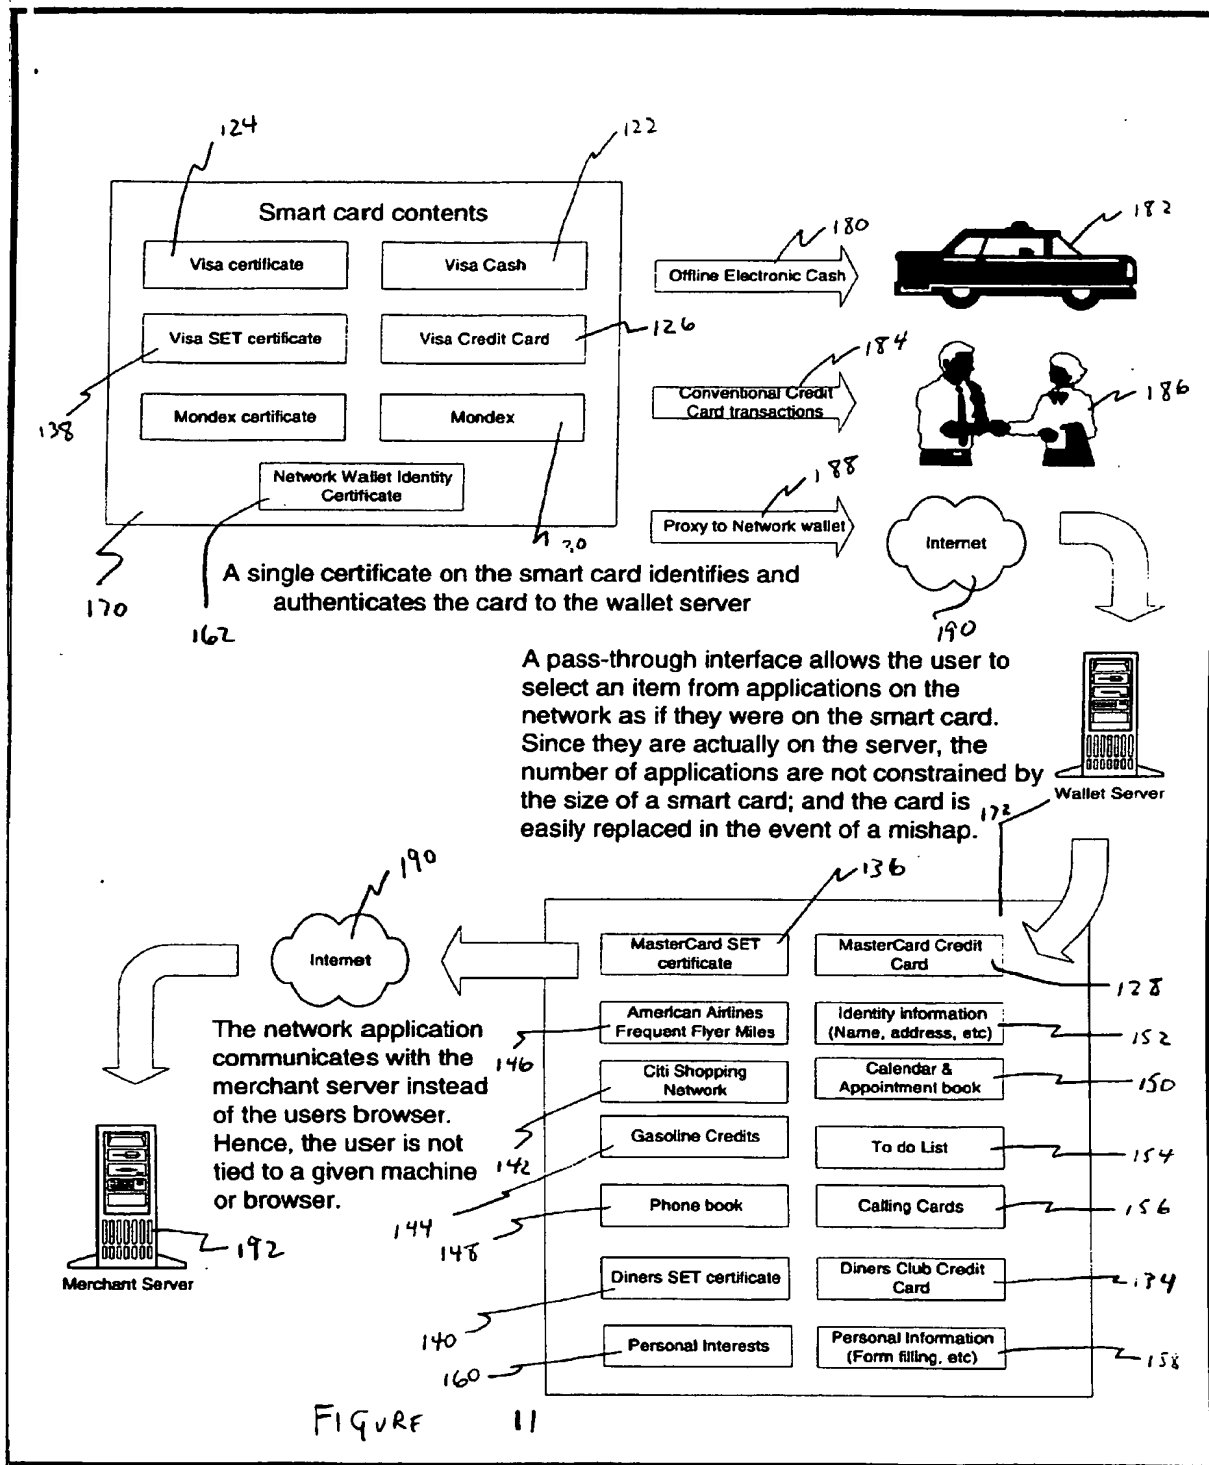 124
122
Smart card contents
Visa certificate
Visa Cash
Visa SET certificate
Visa Credit Card
126
138
Mondex certificate
Mondex
Network Wallet Identity
Certificate
170
162
180
Offline Electronic Cash
182
184
Conventional Credit
Card transactions
186
188
Proxy to Network wallet
Internet
190
A single certificate on the smart card identifies and
authenticates the card to the wallet server
A pass-through interface allows the user to
select an item from applications on the
network as if they were on the smart card.
Since they are actually on the server, the
number of applications are not constrained by
the size of a smart card; and the card is
easily replaced in the event of a mishap.
172
Wallet Server
136
MasterCard SET
certificate
MasterCard Credit
Card
128
American Airlines
Frequent Flyer Miles
146
Identity information
(Name, address, etc)
152
Citi Shopping
Network
142
Calendar &
Appointment book
150
Gasoline Credits
144
To do List
154
Phone book
148
Calling Cards
156
Diners SET certificate
140
Diners Club Credit
Card
134
Personal Interests
160
Personal Information
(Form filling, etc)
158
190
Internet
The network application
communicates with the
merchant server instead
of the users browser.
Hence, the user is not
tied to a given machine
or browser.
192
Merchant Server
FIGURE 11